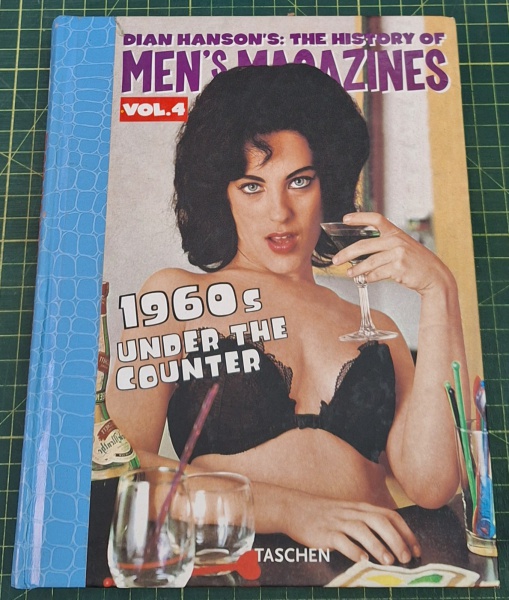 DIAN HANSON'S: THE HISTORY OF
MEN'S MAGAZINES
VOL.4
1960s
UNDER THE
COUNTER
TASCHEN